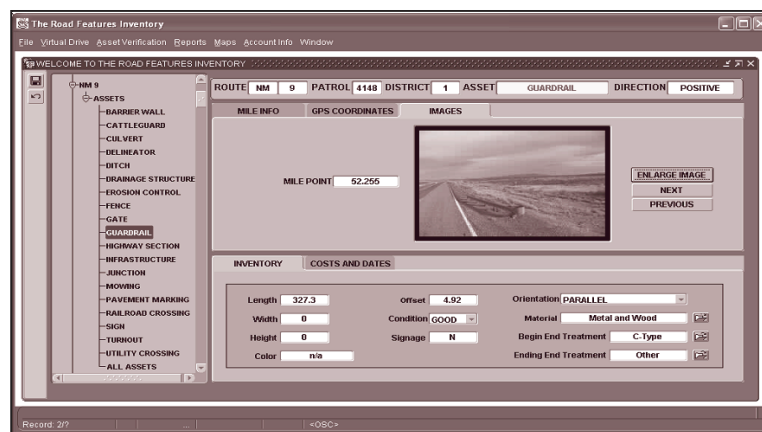 The Road Features Inventory
File Virtual Drive Asset Verification Reports Maps Account Info Window
WELCOME TO THE ROAD FEATURES INVENTORY
NM 9
ASSETS
BARRIER WALL
CATTLEGUARD
CULVERT
DELINEATOR
DITCH
DRAINAGE STRUCTURE
EROSION CONTROL
FENCE
GATE
GUARDRAIL
HIGHWAY SECTION
INFRASTRUCTURE
JUNCTION
MOWING
PAVEMENT MARKING
RAILROAD CROSSING
SIGN
TURNOUT
UTILITY CROSSING
ALL ASSETS
ROUTE NM 9 PATROL 4148 DISTRICT 1 ASSET GUARDRAIL DIRECTION POSITIVE
MILE INFO GPS COORDINATES IMAGES
MILE POINT 52.255
ENLARGE IMAGE
NEXT
PREVIOUS
INVENTORY COSTS AND DATES
Length 327.3 Offset 4.92 Orientation PARALLEL
Width 0 Condition GOOD Material Metal and Wood
Height 0 Signage N Begin End Treatment C-Type
Color n/a Ending End Treatment Other
Record: 2/? ... <OSC>